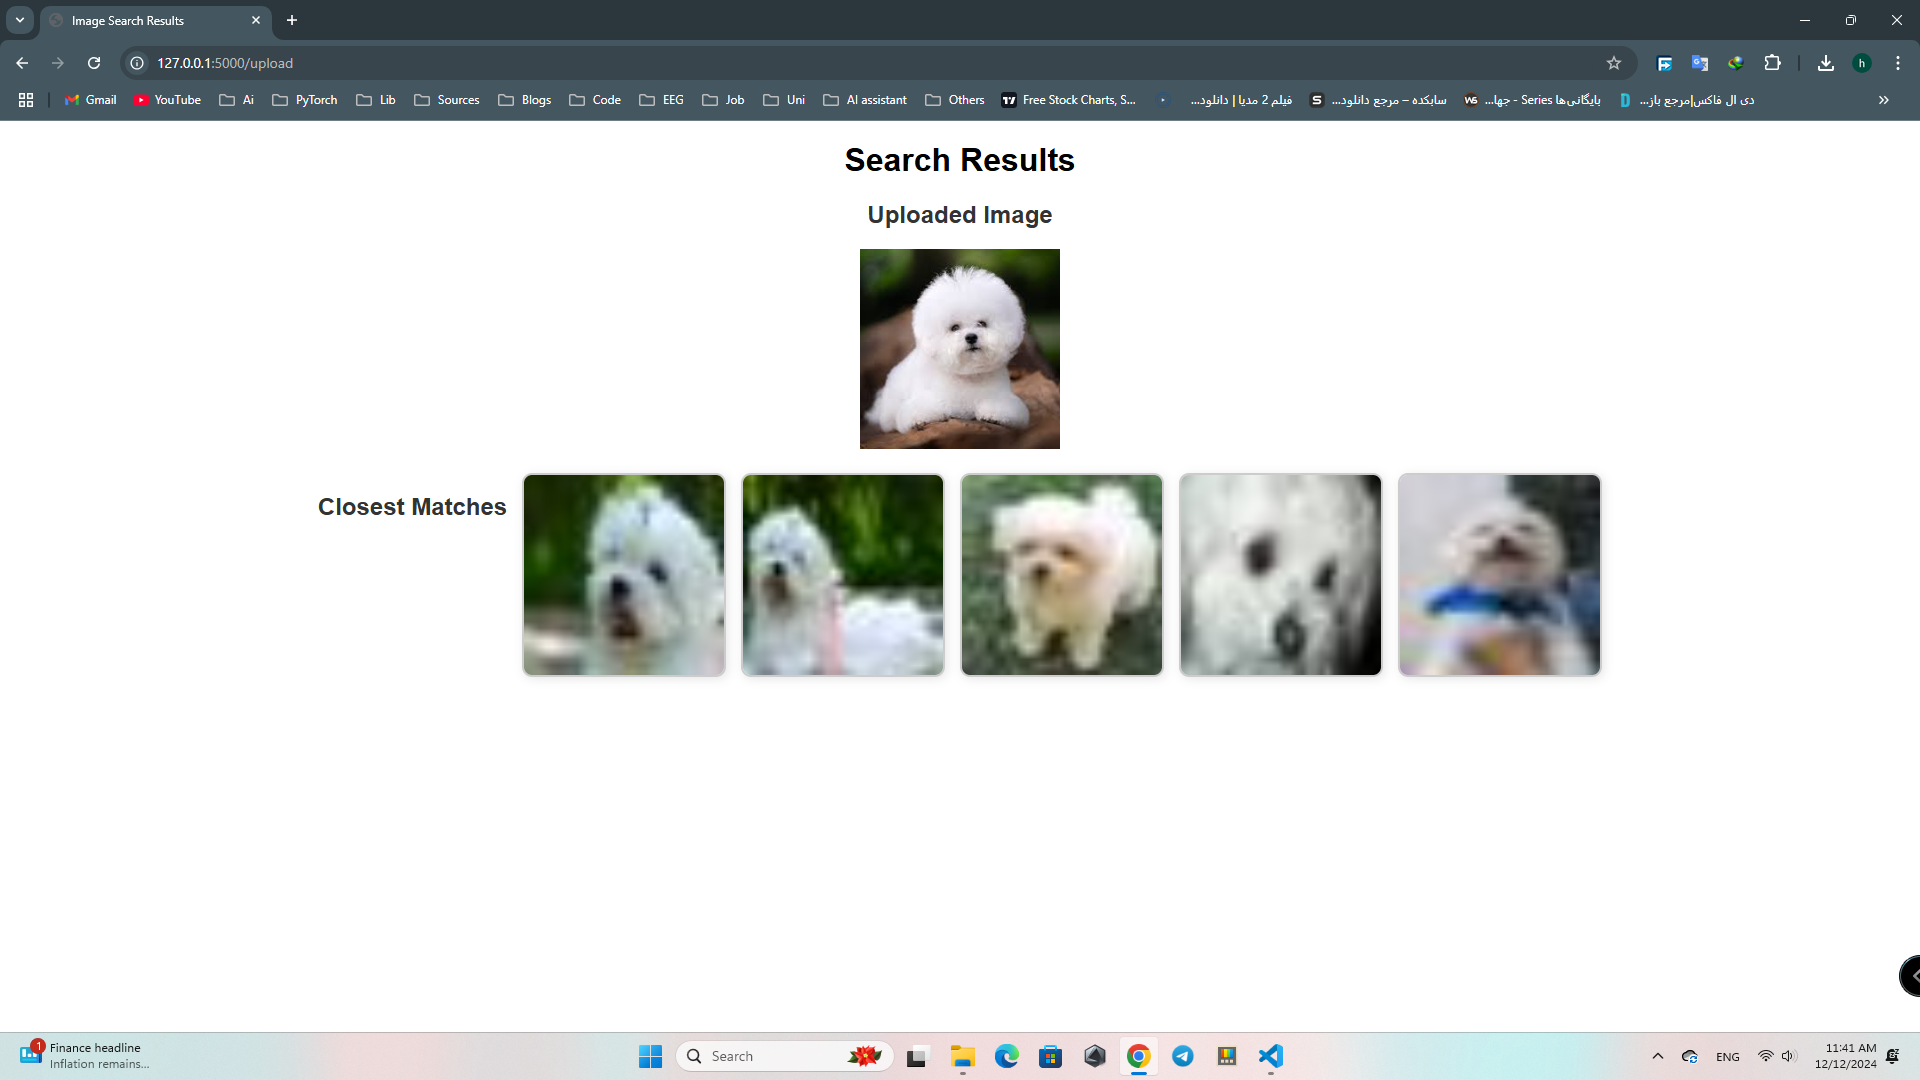 Image Search Results
127.0.0.1:5000/upload
h
Gmail
YouTube
Ai
PyTorch
Lib
Sources
Blogs
Code
EEG
Job
Uni
AI assistant
Others
Free Stock Charts, S...
فیلم 2 مدیا | دانلود...
سابکده – مرجع دانلود...
بایگانی‌ها Series - جها...
دی ال فاکس|مرجع باز...
Search Results
Uploaded Image
Closest Matches
1
Finance headline
Inflation remains...
Search
ENG
11:41 AM
12/12/2024